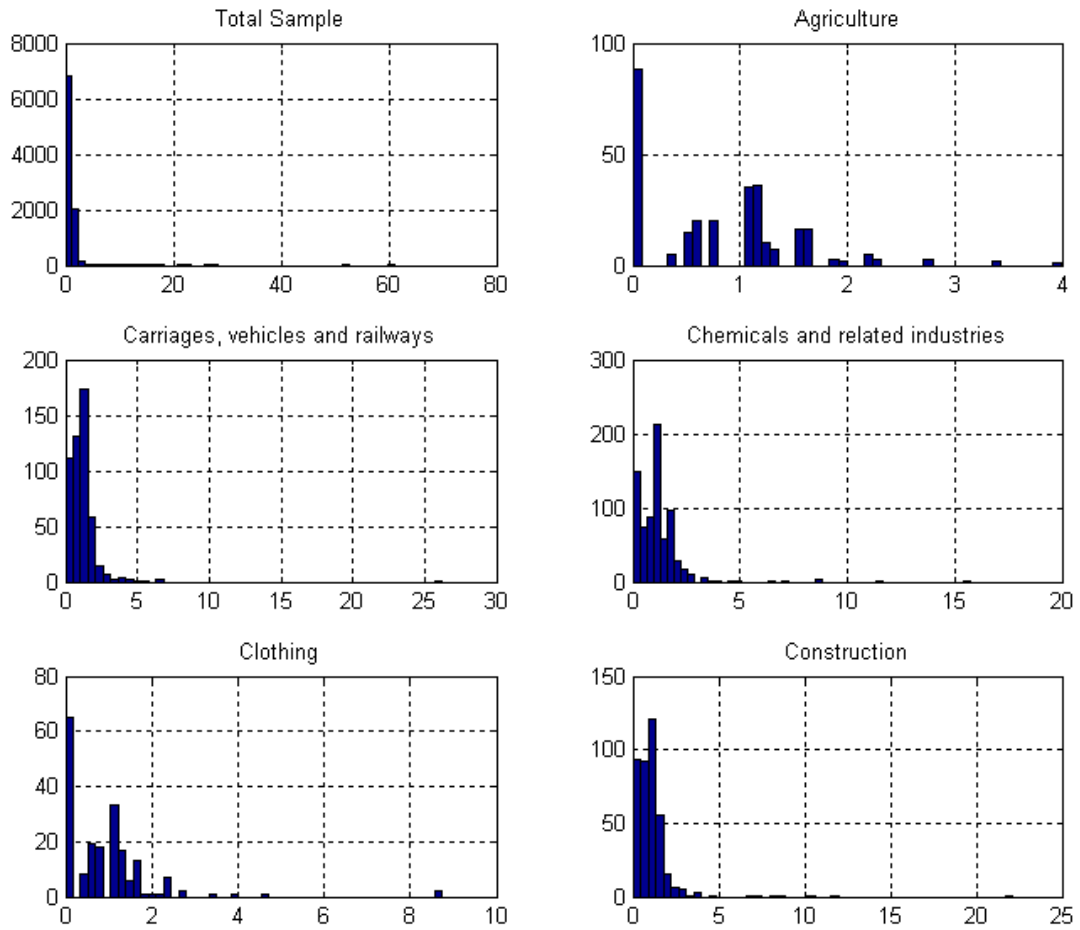 Total Sample
8000
6000
4000
2000
0
0 20 40 60 80
Agriculture
100
50
0
0 1 2 3 4
Carriages, vehicles and railways
200
150
100
50
0
0 5 10 15 20 25 30
Chemicals and related industries
300
200
100
0
0 5 10 15 20
Clothing
80
60
40
20
0
0 2 4 6 8 10
Construction
150
100
50
0
0 5 10 15 20 25